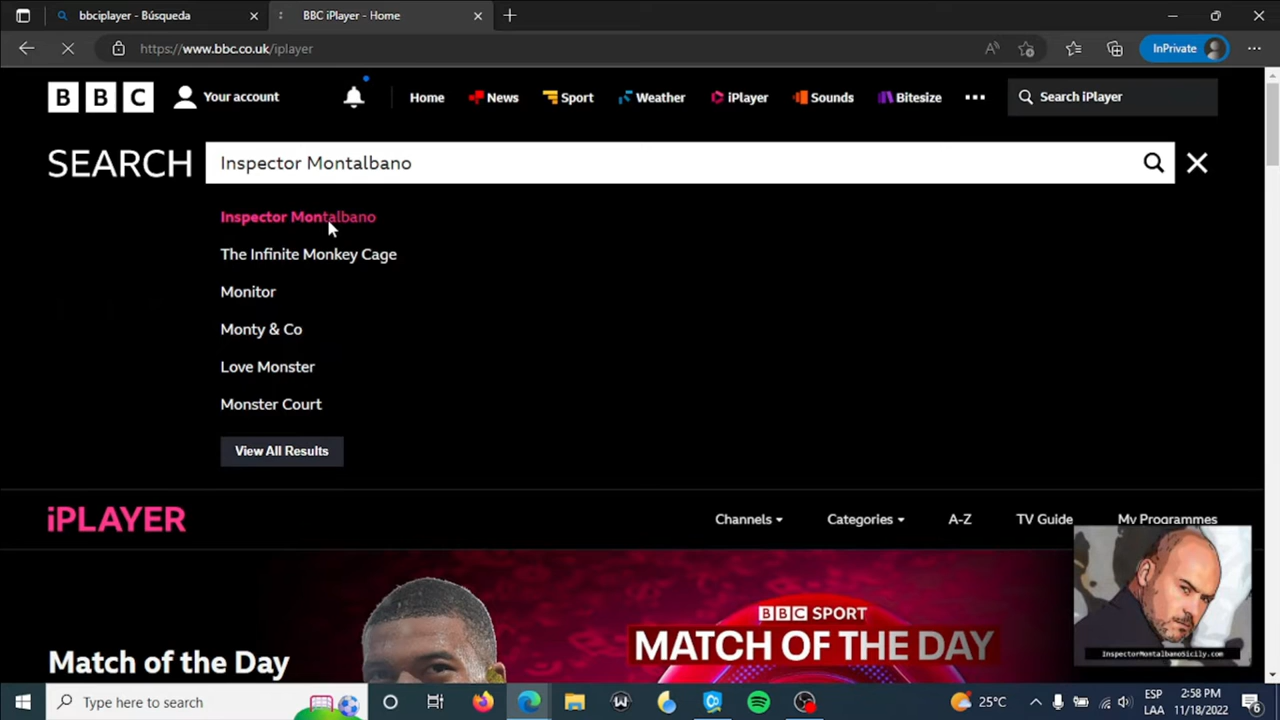 bbciplayer - Búsqueda
BBC iPlayer - Home
https://www.bbc.co.uk/iplayer
InPrivate
BBC
Your account
Home
News
Sport
Weather
iPlayer
Sounds
Bitesize
Search iPlayer
SEARCH
Inspector Montalbano
Inspector Montalbano
The Infinite Monkey Cage
Monitor
Monty & Co
Love Monster
Monster Court
View All Results
iPLAYER
Channels
Categories
A-Z
TV Guide
My Programmes
BBC SPORT
MATCH OF THE DAY
Match of the Day
InspectorMontalbanoSicily.com
Type here to search
25°C
ESP
LAA
2:58 PM
11/18/2022
6